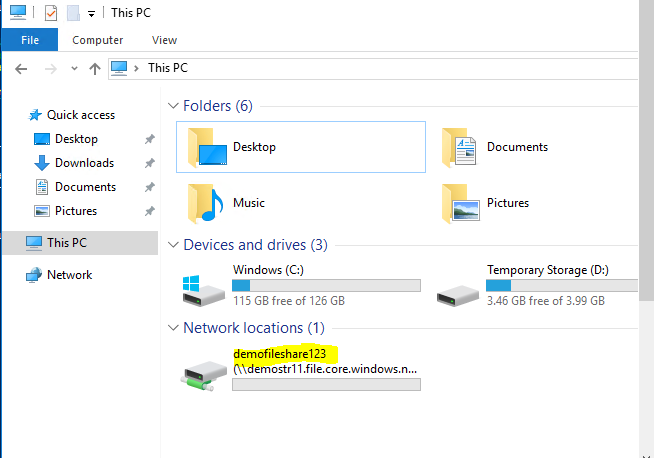 This PC
File
Computer
View
This PC
Quick access
Desktop
Downloads
Documents
Pictures
This PC
Network
Folders (6)
Desktop
Documents
Music
Pictures
Devices and drives (3)
Windows (C:)
115 GB free of 126 GB
Temporary Storage (D:)
3.46 GB free of 3.99 GB
Network locations (1)
demofileshare123
(\\demostr11.file.core.windows.n...